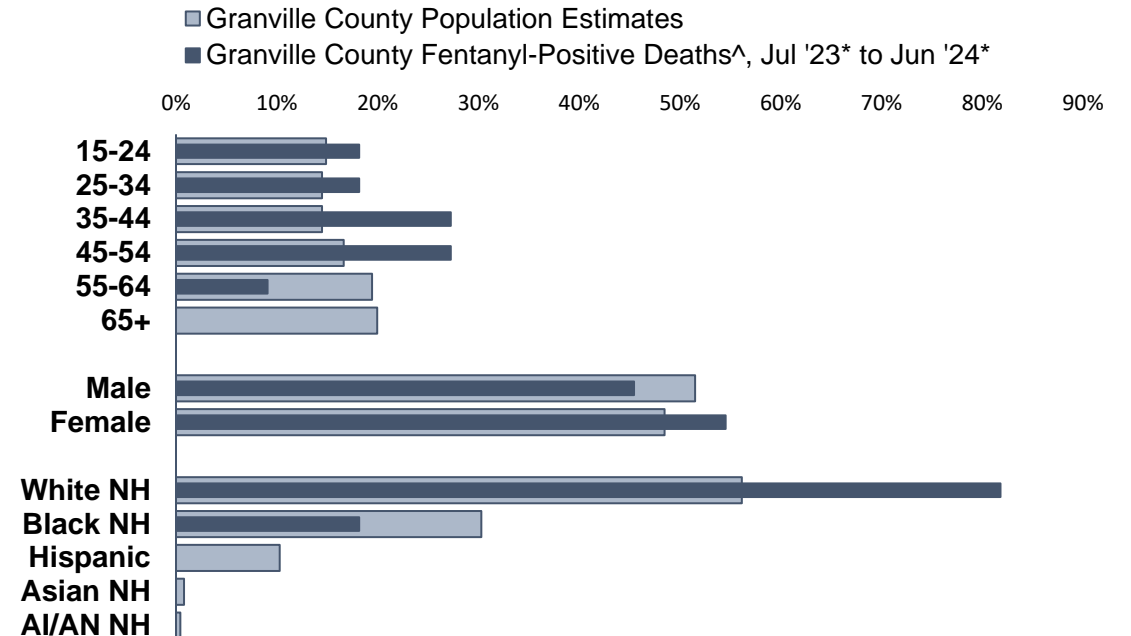 Granville County Population Estimates
Granville County Fentanyl-Positive Deaths^, Jul '23* to Jun '24*
0% 10% 20% 30% 40% 50% 60% 70% 80% 90%
15-24
25-34
35-44
45-54
55-64
65+
Male
Female
White NH
Black NH
Hispanic
Asian NH
AI/AN NH